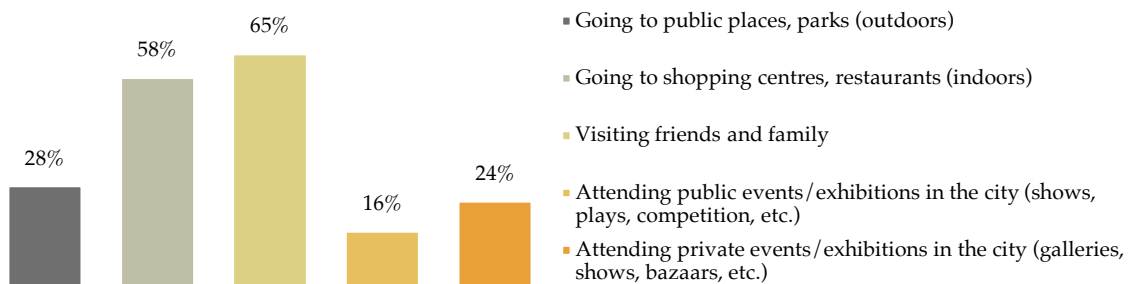 28%
58%
65%
16%
24%
Going to public places, parks (outdoors)
Going to shopping centres, restaurants (indoors)
Visiting friends and family
Attending public events/exhibitions in the city (shows,
plays, competition, etc.)
Attending private events/exhibitions in the city (galleries,
shows, bazaars, etc.)